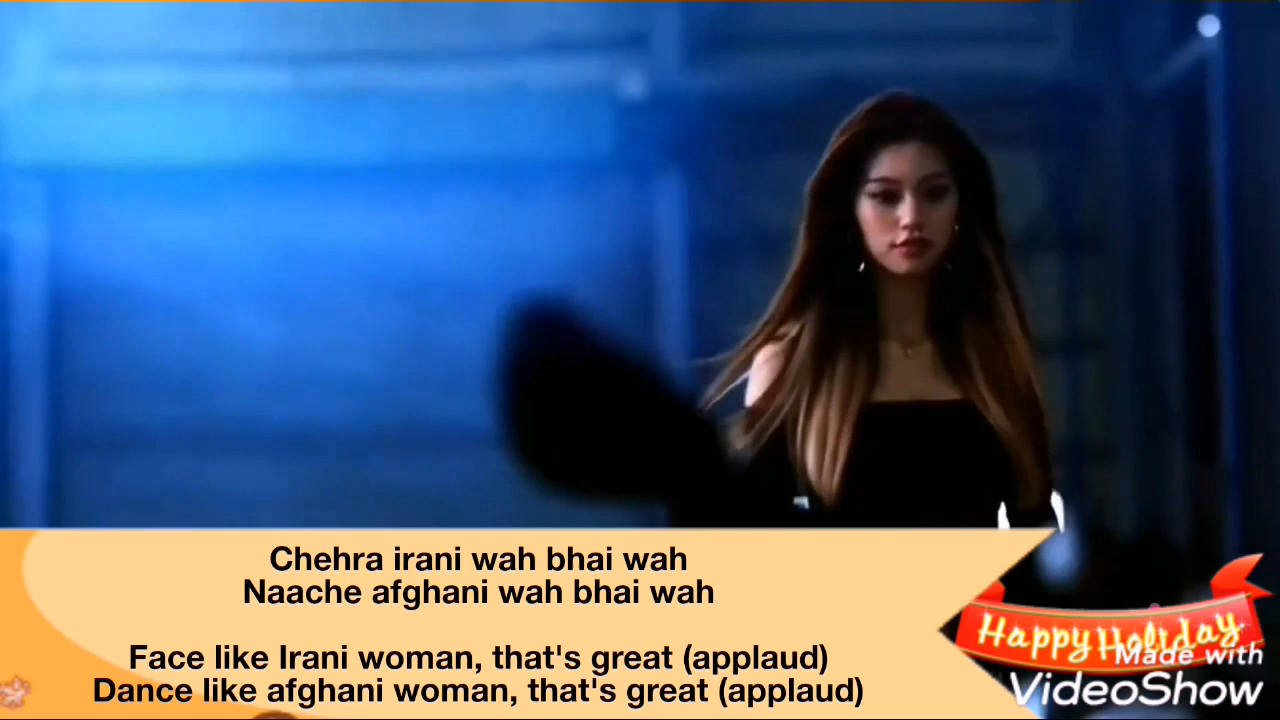 Chehra irani wah bhai wah
Naache afghani wah bhai wah
Face like Irani woman, that's great (applaud)
Dance like afghani woman, that's great (applaud)
Happy Holiday
Made with
VideoShow